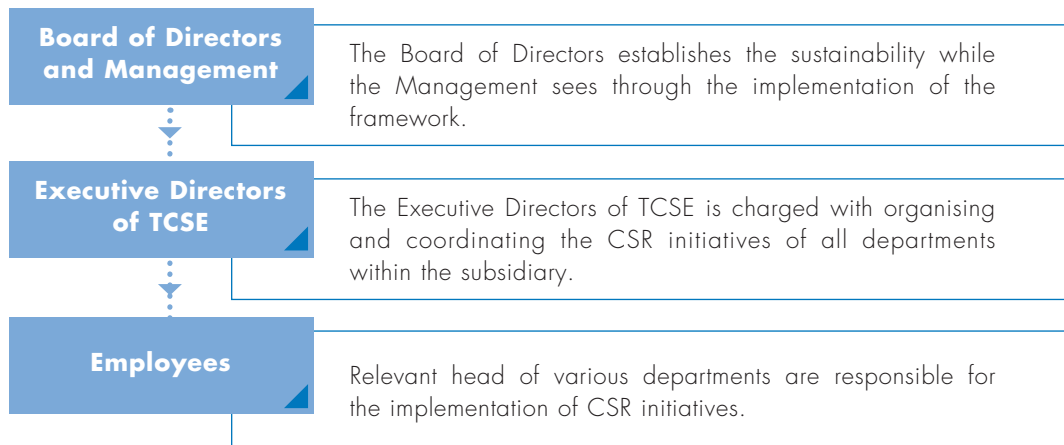 Board of Directors
and Management
The Board of Directors establishes the sustainability while
the Management sees through the implementation of the
framework.
Executive Directors
of TCSE
The Executive Directors of TCSE is charged with organising
and coordinating the CSR initiatives of all departments
within the subsidiary.
Employees
Relevant head of various departments are responsible for
the implementation of CSR initiatives.